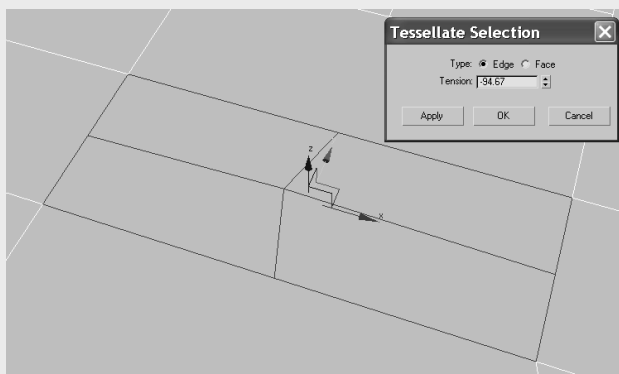 Tessellate Selection
Type: Edge Face
Tension: -94.67
Apply OK Cancel
z
x